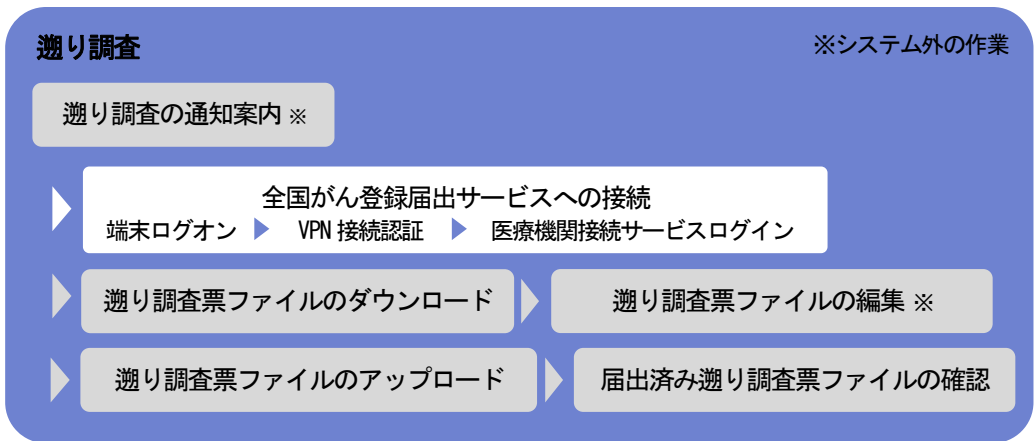 遡り調査
※システム外の作業
遡り調査の通知案内 ※
全国がん登録届出サービスへの接続
端末ログオン VPN 接続認証 医療機関接続サービスログイン
遡り調査票ファイルのダウンロード 遡り調査票ファイルの編集 ※
遡り調査票ファイルのアップロード 届出済み遡り調査票ファイルの確認